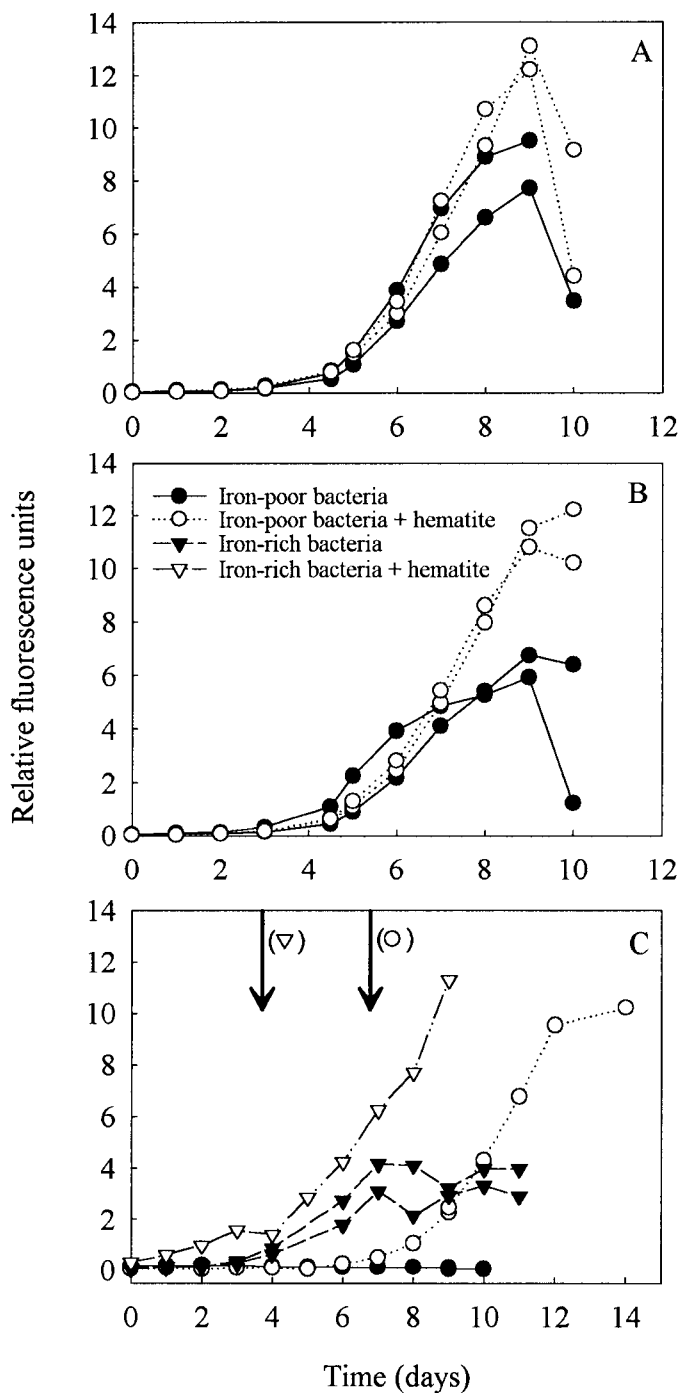 14
12
10
8
6
4
2
0
A
0 2 4 6 8 10 12
14
12
10
8
6
4
2
0
B
Iron-poor bacteria
Iron-poor bacteria + hematite
Iron-rich bacteria
Iron-rich bacteria + hematite
0 2 4 6 8 10 12
Relative fluorescence units
14
12
10
8
6
4
2
0
(▽) (○) C
0 2 4 6 8 10 12 14
Time (days)